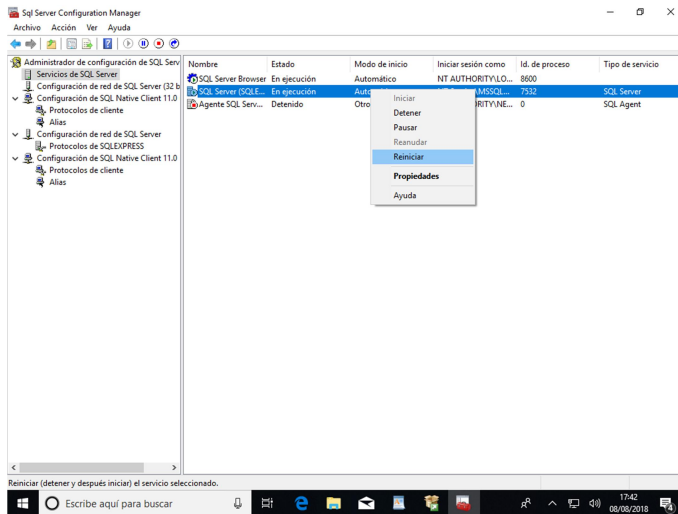 Sql Server Configuration Manager
Archivo Acción Ver Ayuda
Administrador de configuración de SQL Serv
Servicios de SQL Server
Configuración de red de SQL Server (32 b
Configuración de SQL Native Client 11.0
Protocolos de cliente
Alias
Configuración de red de SQL Server
Protocolos de SQLEXPRESS
Configuración de SQL Native Client 11.0
Protocolos de cliente
Alias
Nombre Estado Modo de inicio Iniciar sesión como Id. de proceso Tipo de servicio
SQL Server Browser En ejecución Automático NT AUTHORITY\LO... 8600
SQL Server (SQLE... En ejecución 7532 SQL Server
Agente SQL Serv... Detenido Otro 0 SQL Agent
Iniciar
Detener
Pausar
Reanudar
Reiniciar
Propiedades
Ayuda
Reiniciar (detener y después iniciar) el servicio seleccionado.
Escribe aquí para buscar
17:42
08/08/2018
4